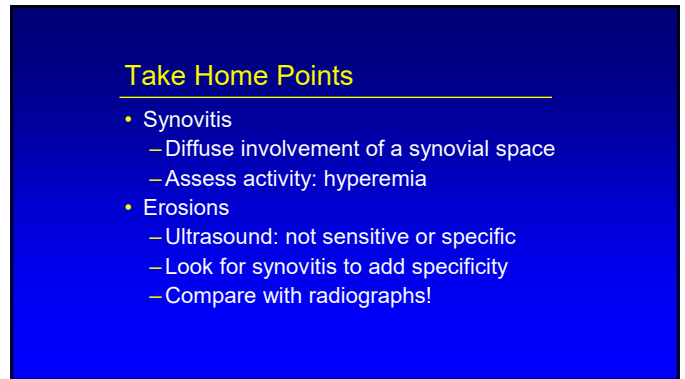 Take Home Points
• Synovitis
–Diffuse involvement of a synovial space
–Assess activity: hyperemia
• Erosions
–Ultrasound: not sensitive or specific
–Look for synovitis to add specificity
–Compare with radiographs!